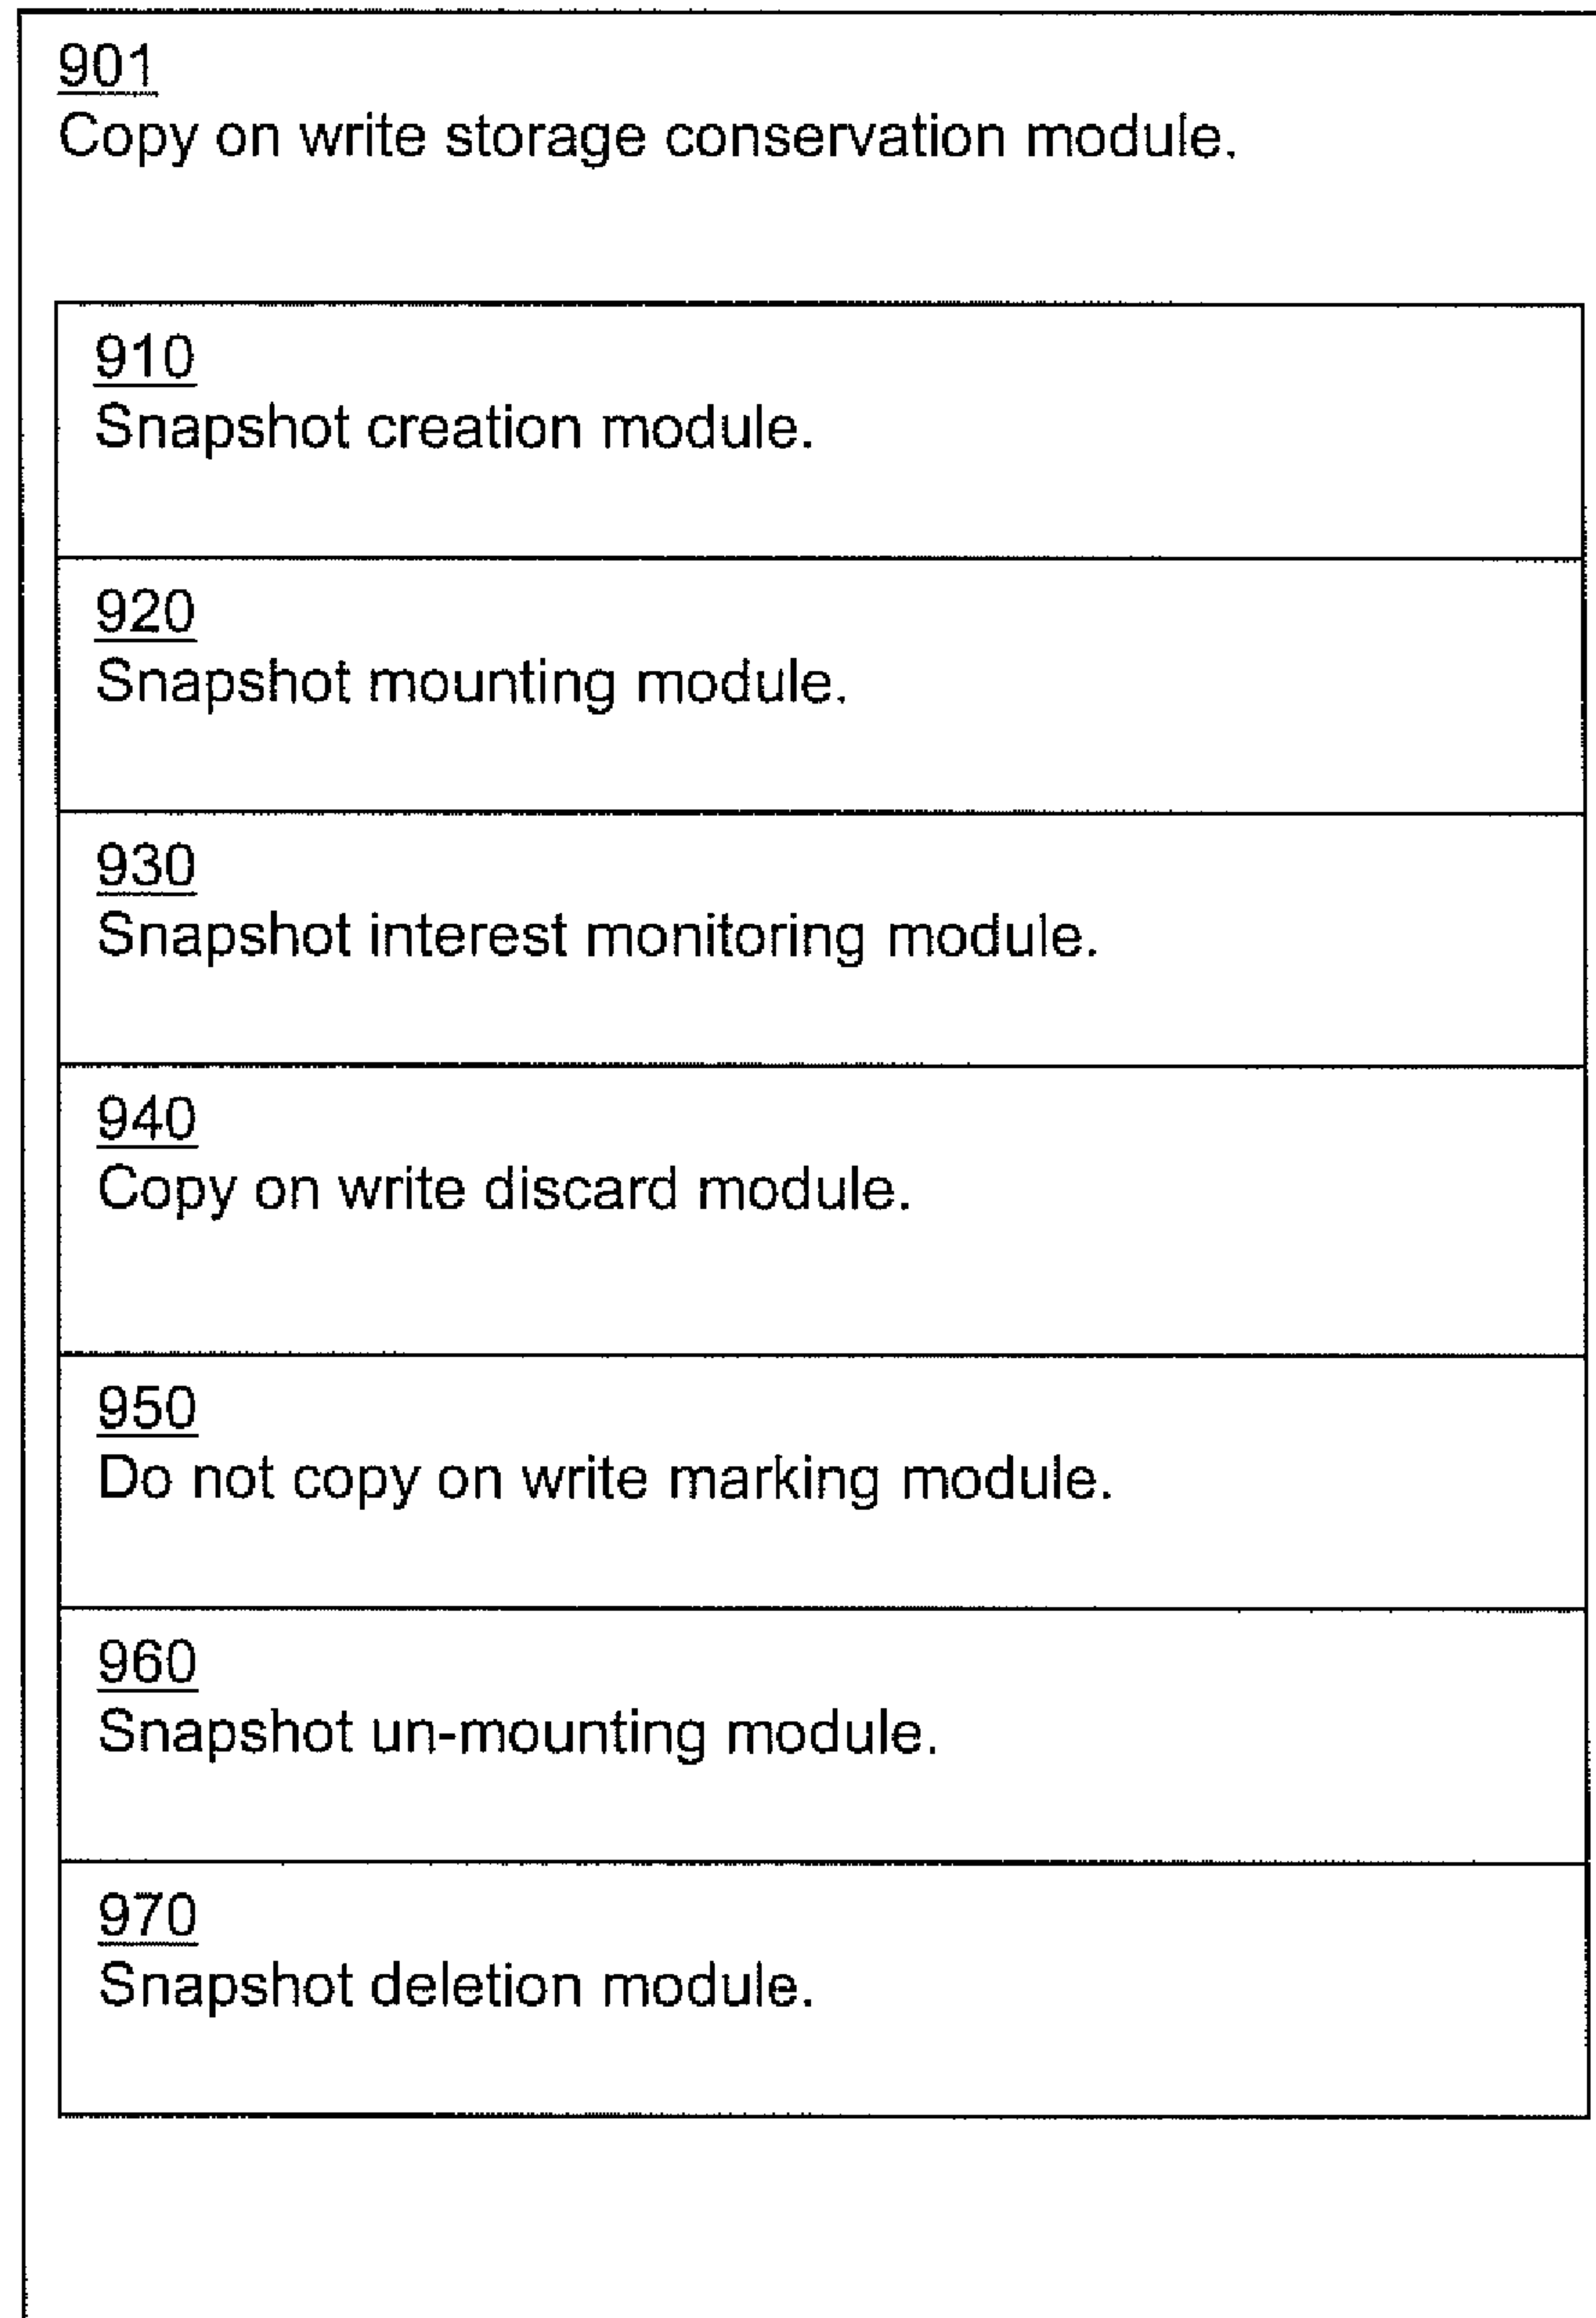 901
Copy on write storage conservation module.
910
Snapshot creation module.
920
Snapshot mounting module.
930
Snapshot interest monitoring module.
940
Copy on write discard module.
950
Do not copy on write marking module.
960
Snapshot un-mounting module.
970
Snapshot deletion module.